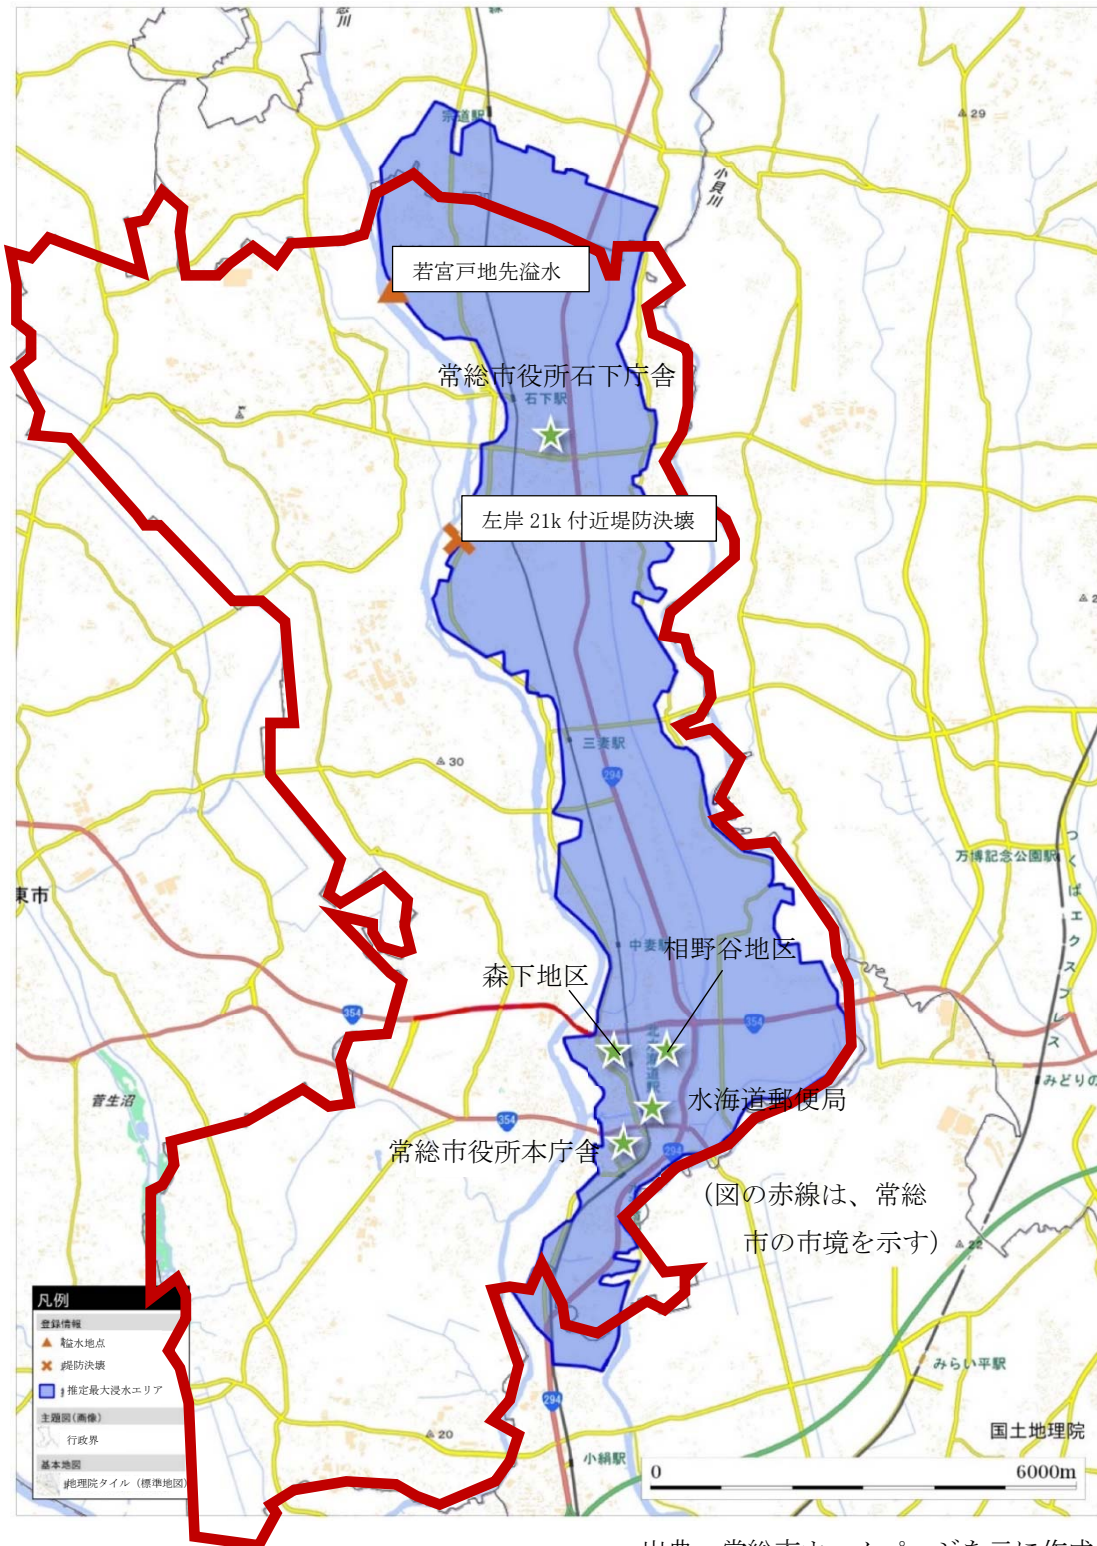 宗道駅
小貝川
29
若宮戸地先溢水
常総市役所石下庁舎
石下駅
左岸 21k 付近堤防決壊
三妻駅
294
30
万博記念公園駅
つくばエクスプレス
東市
中妻駅
相野谷地区
森下地区
354
354
北水海道駅
みどりの
菅生沼
354
水海道郵便局
常総市役所本庁舎
294
(図の赤線は、常総
市の市境を示す)
22
凡例
登録情報
溢水地点
堤防決壊
推定最大浸水エリア
主題図(画像)
行政界
基本地図
地理院タイル (標準地図)
みらい平駅
294
20
小絹駅
国土地理院
0 6000m